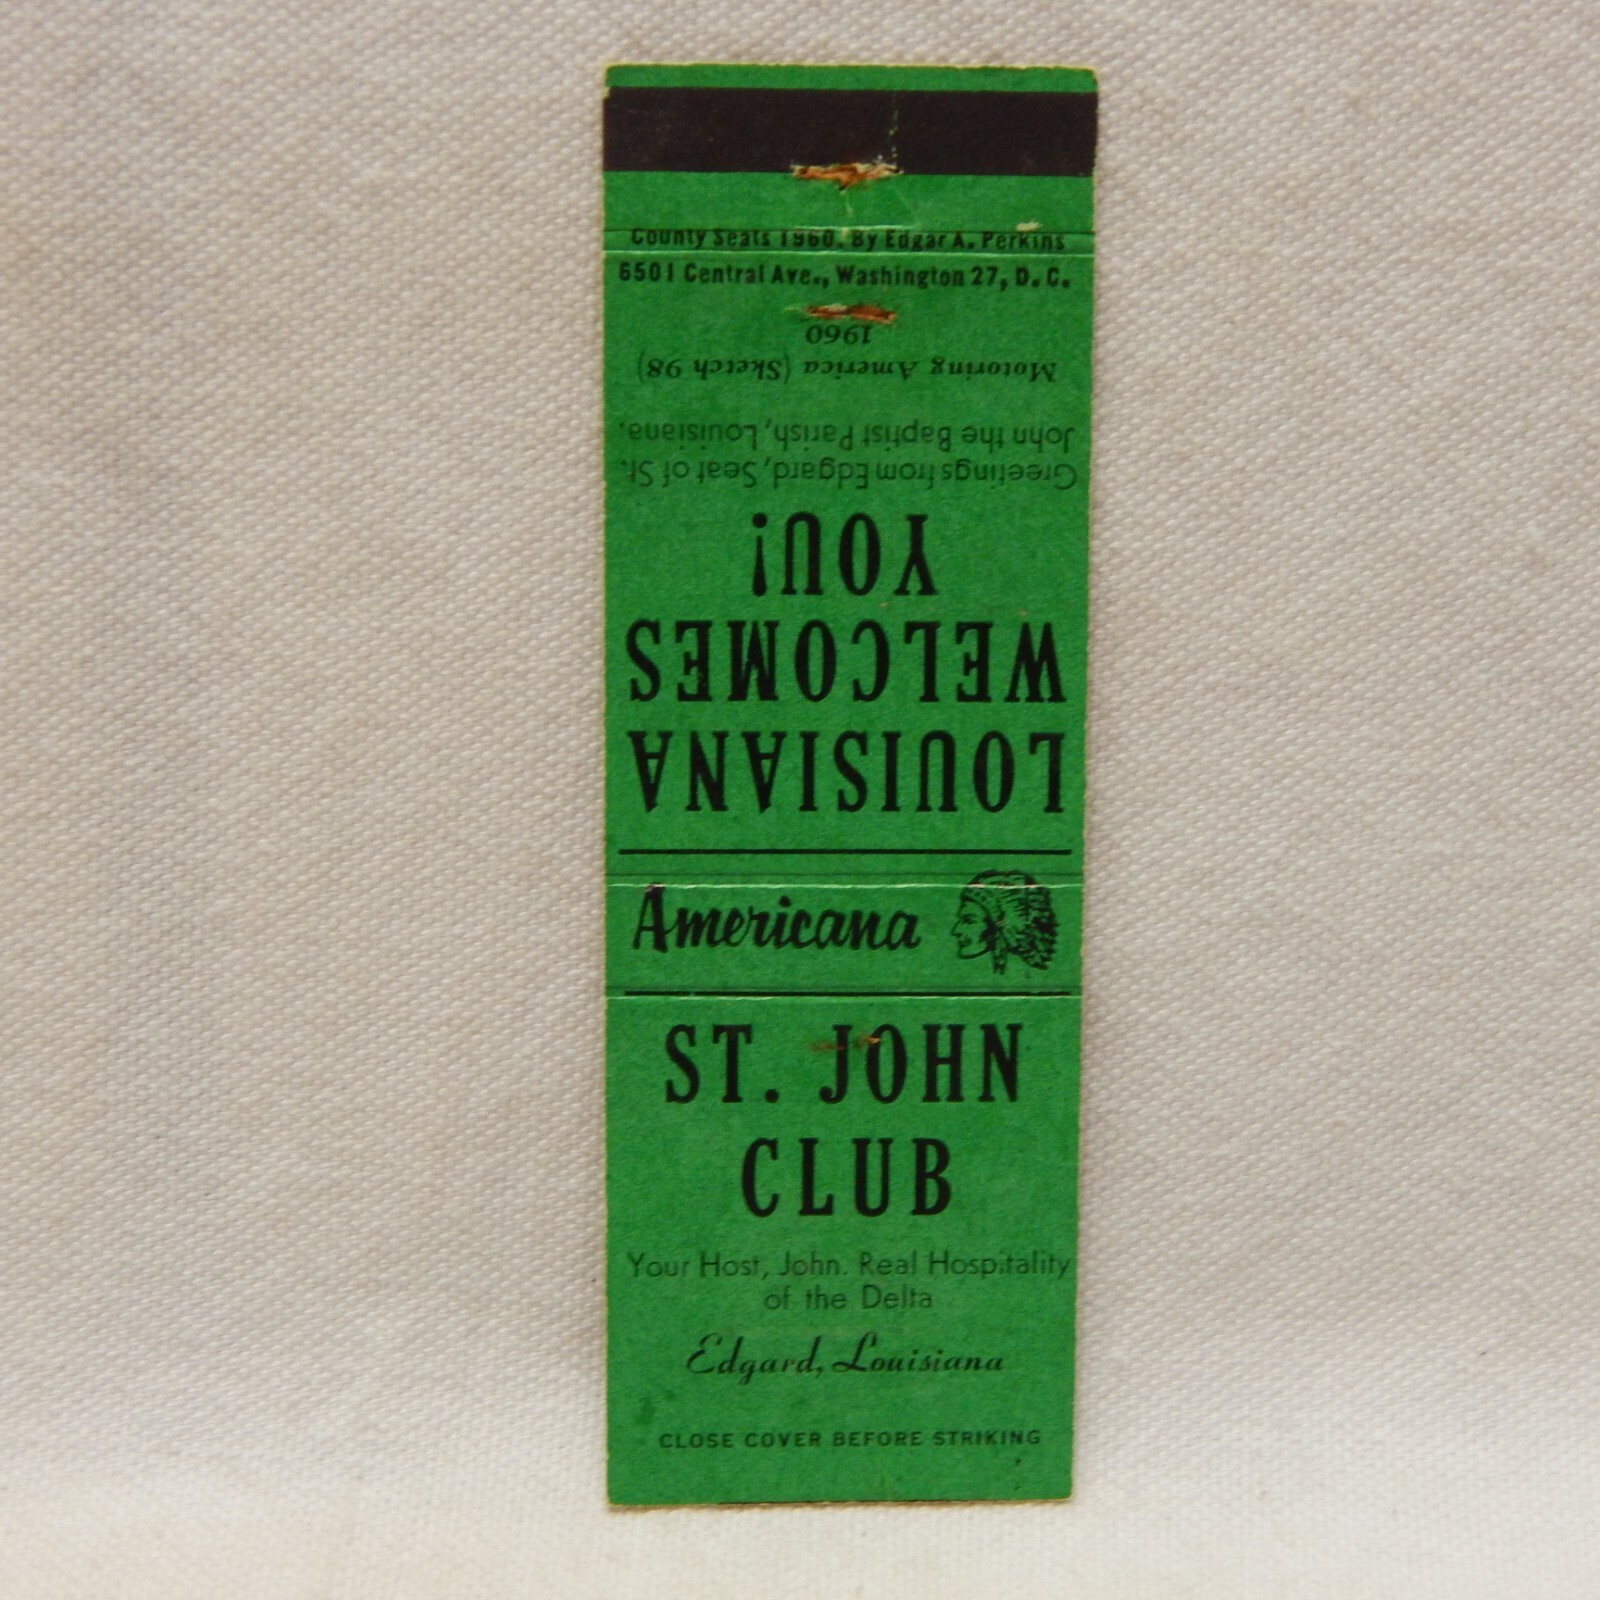 County Seats 1960. By Edgar A. Perkins
6501 Central Ave., Washington 27, D. C.
LOUISIANA
WELCOMES
YOU!
Greetings from Edgard, Seat of St.
John the Baptist Parish, Louisiana.
Motoring America (Sketch 98)
1960
Americana
ST. JOHN
CLUB
Your Host, John. Real Hospitality
of the Delta
Edgard, Louisiana
CLOSE COVER BEFORE STRIKING